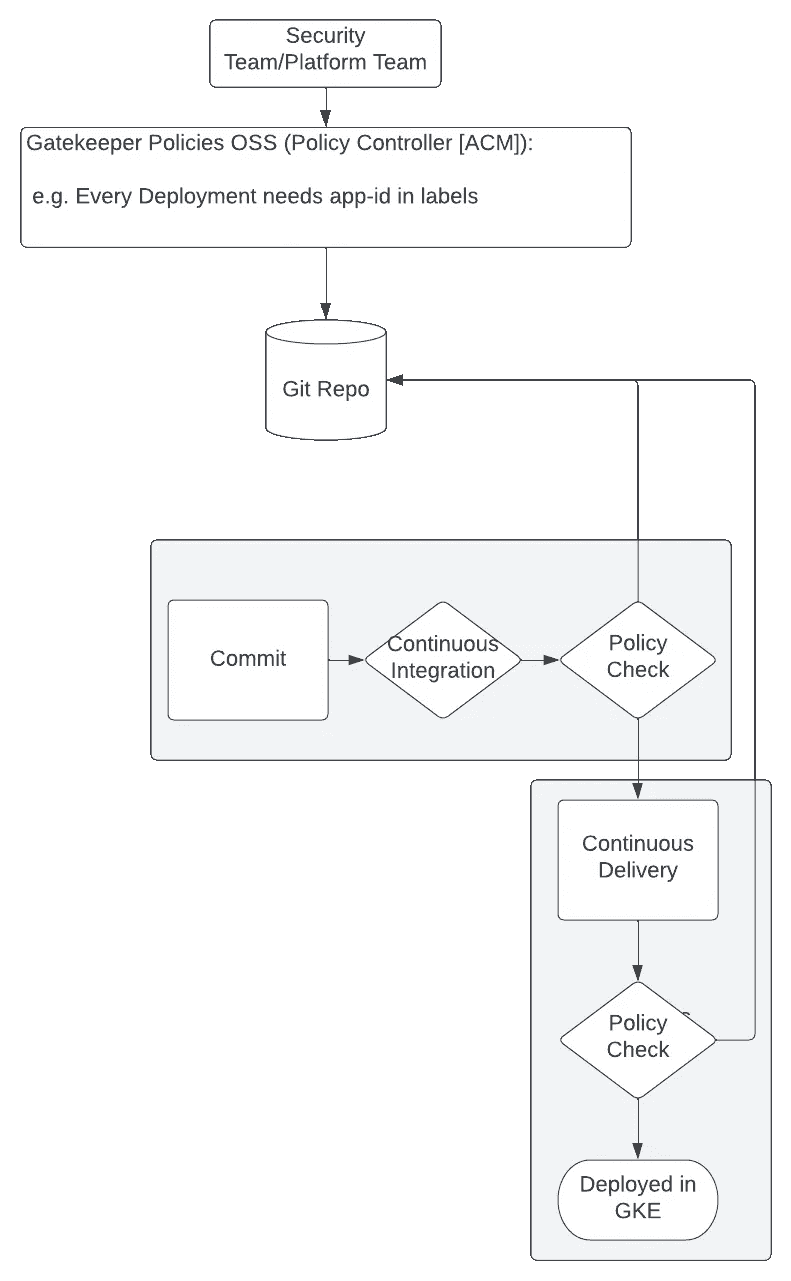 Security
Team/Platform Team
Gatekeeper Policies OSS (Policy Controller [ACM]):
e.g. Every Deployment needs app-id in labels
Git Repo
Commit
Continuous
Integration
Policy
Check
Continuous
Delivery
Policy
Check
Deployed in
GKE